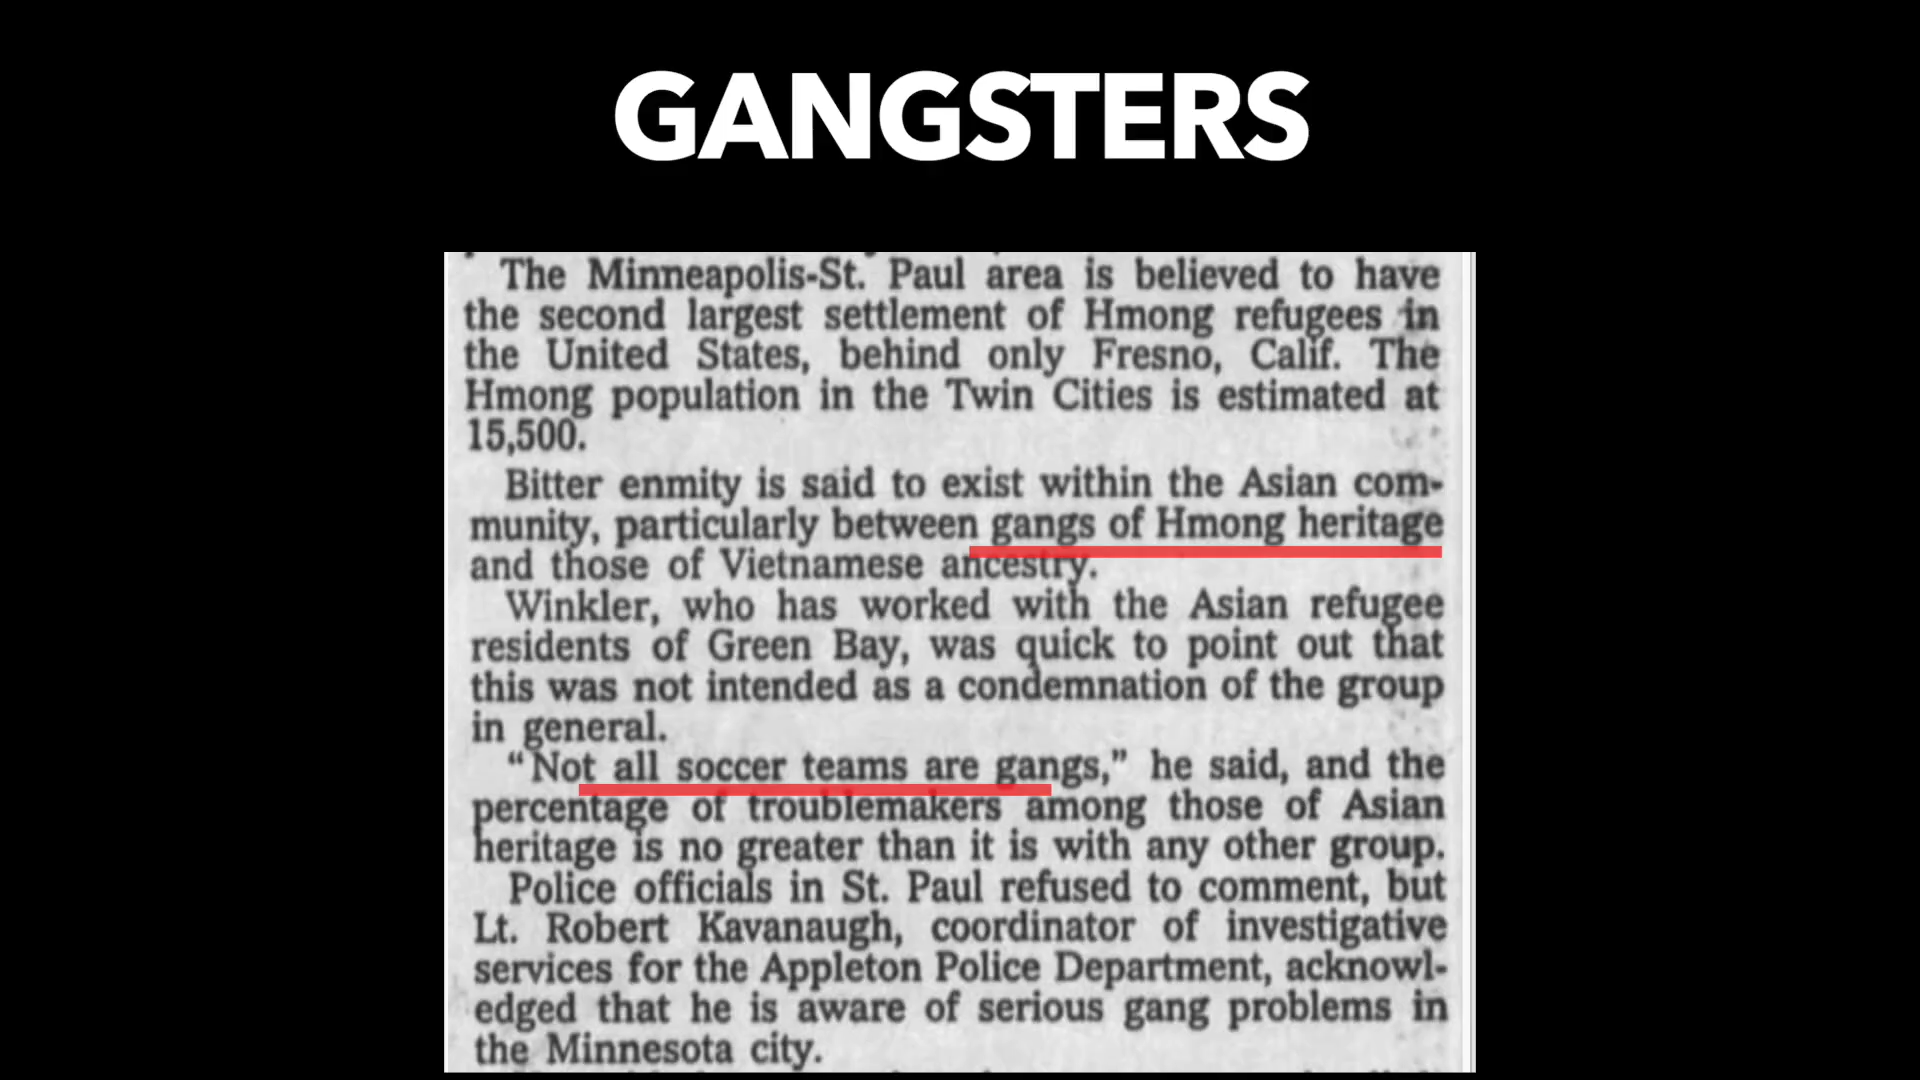 GANGSTERS
The Minneapolis-St. Paul area is believed to have
the second largest settlement of Hmong refugees in
the United States, behind only Fresno, Calif. The
Hmong population in the Twin Cities is estimated at
15,500.
Bitter enmity is said to exist within the Asian com-
munity, particularly between gangs of Hmong heritage
and those of Vietnamese ancestry.
Winkler, who has worked with the Asian refugee
residents of Green Bay, was quick to point out that
this was not intended as a condemnation of the group
in general.
“Not all soccer teams are gangs,” he said, and the
percentage of troublemakers among those of Asian
heritage is no greater than it is with any other group.
Police officials in St. Paul refused to comment, but
Lt. Robert Kavanaugh, coordinator of investigative
services for the Appleton Police Department, acknowl-
edged that he is aware of serious gang problems in
the Minnesota city.